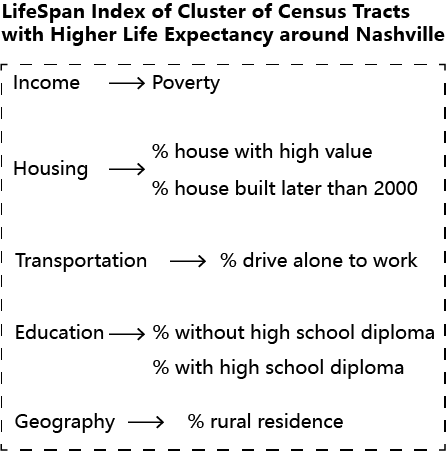 LifeSpan Index of Cluster of Census Tracts
with Higher Life Expectancy around Nashville
Income → Poverty
Housing → % house with high value
% house built later than 2000
Transportation → % drive alone to work
Education → % without high school diploma
% with high school diploma
Geography → % rural residence